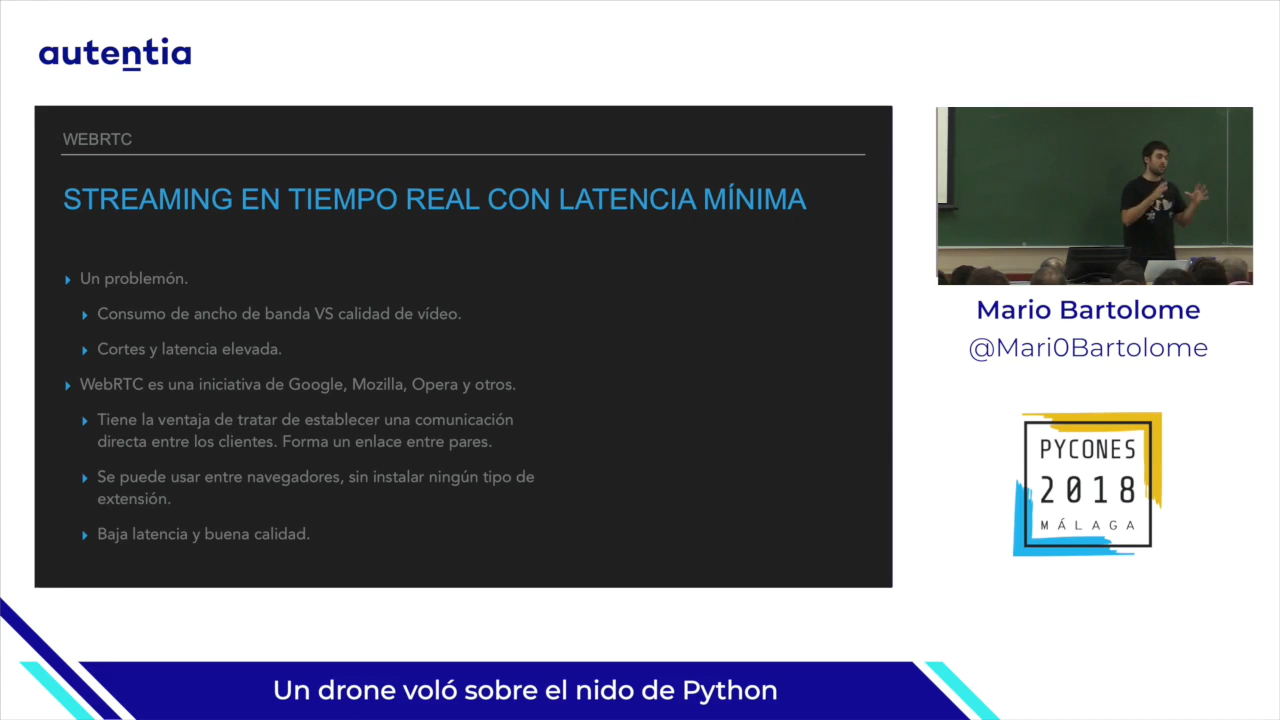 autentia
WEBRTC
STREAMING EN TIEMPO REAL CON LATENCIA MÍNIMA
Un problemón.
Consumo de ancho de banda VS calidad de vídeo.
Cortes y latencia elevada.
WebRTC es una iniciativa de Google, Mozilla, Opera y otros.
Tiene la ventaja de tratar de establecer una comunicación
directa entre los clientes. Forma un enlace entre pares.
Se puede usar entre navegadores, sin instalar ningún tipo de
extensión.
Baja latencia y buena calidad.
Mario Bartolome
@Mari0Bartolome
PYCONES
2018
MÁLAGA
Un drone voló sobre el nido de Python